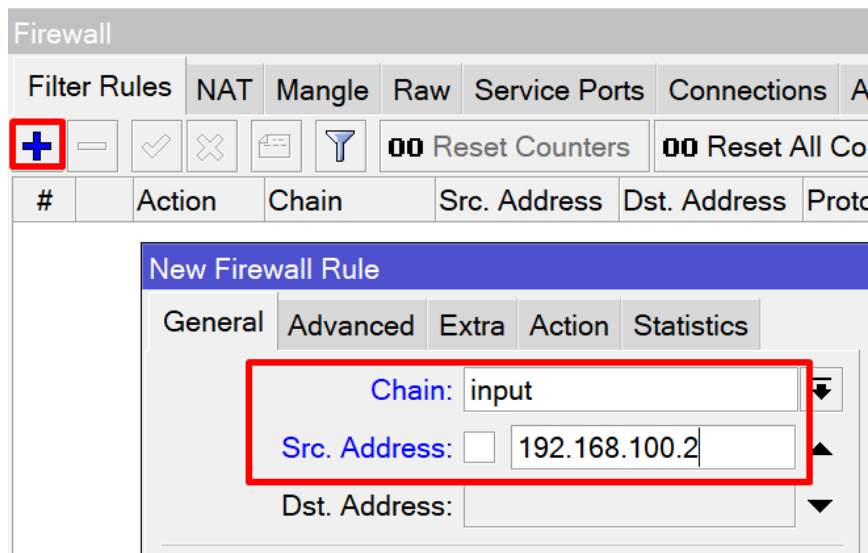 Firewall
Filter Rules NAT Mangle Raw Service Ports Connections A
00 Reset Counters 00 Reset All Co
# Action Chain Src. Address Dst. Address Proto
New Firewall Rule
General Advanced Extra Action Statistics
Chain: input
Src. Address: 192.168.100.2
Dst. Address: